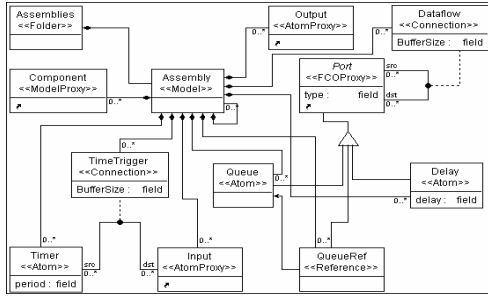 Assemblies
<<Folder>>
Output
<<AtomProxy>>
0..*
Dataflow
<<Connection>>
BufferSize : field
0..*
Component
<<ModelProxy>>
0..*
Assembly
<<Model>>
0..*
Port
<<FCOProxy>>
type : field
src
0..*
dst
0..*
TimeTrigger
<<Connection>>
BufferSize : field
0..*
Queue
<<Atom>>
0..*
Delay
<<Atom>>
delay : field
0..*
Timer
<<Atom>>
period : field
0..*
src
0..*
dst
0..*
Input
<<AtomProxy>>
0..*
QueueRef
<<Reference>>
0..*